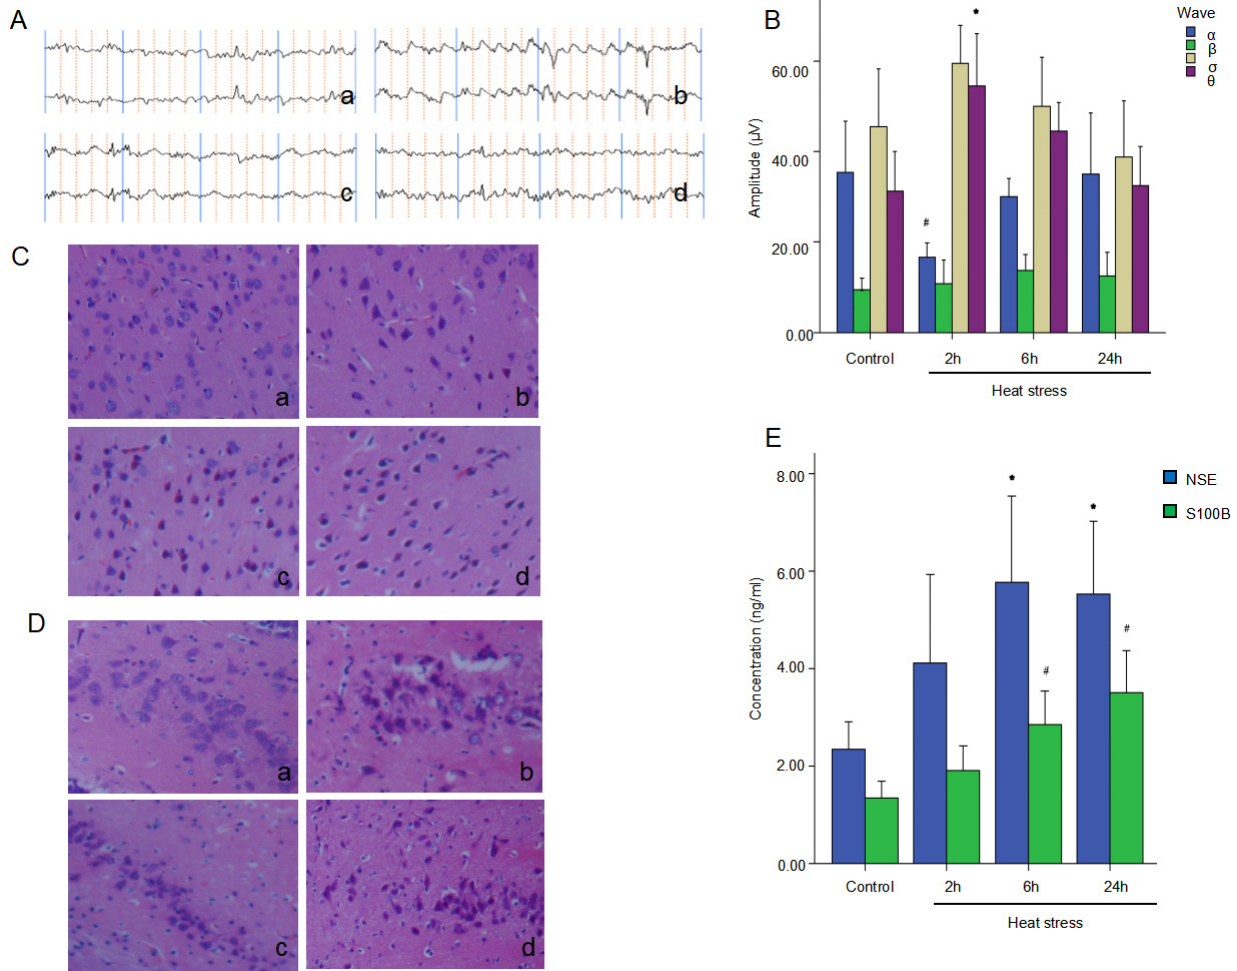 A
a
b
c
d
B
Wave
α
β
σ
θ
Amplitude (µV)
60.00
40.00
20.00
0.00
*
#
Control 2h 6h 24h
Heat stress
C
a
b
c
d
D
a
b
c
d
E
NSE
S100B
Concentration (ng/ml)
8.00
6.00
4.00
2.00
0.00
*
*
#
#
Control 2h 6h 24h
Heat stress